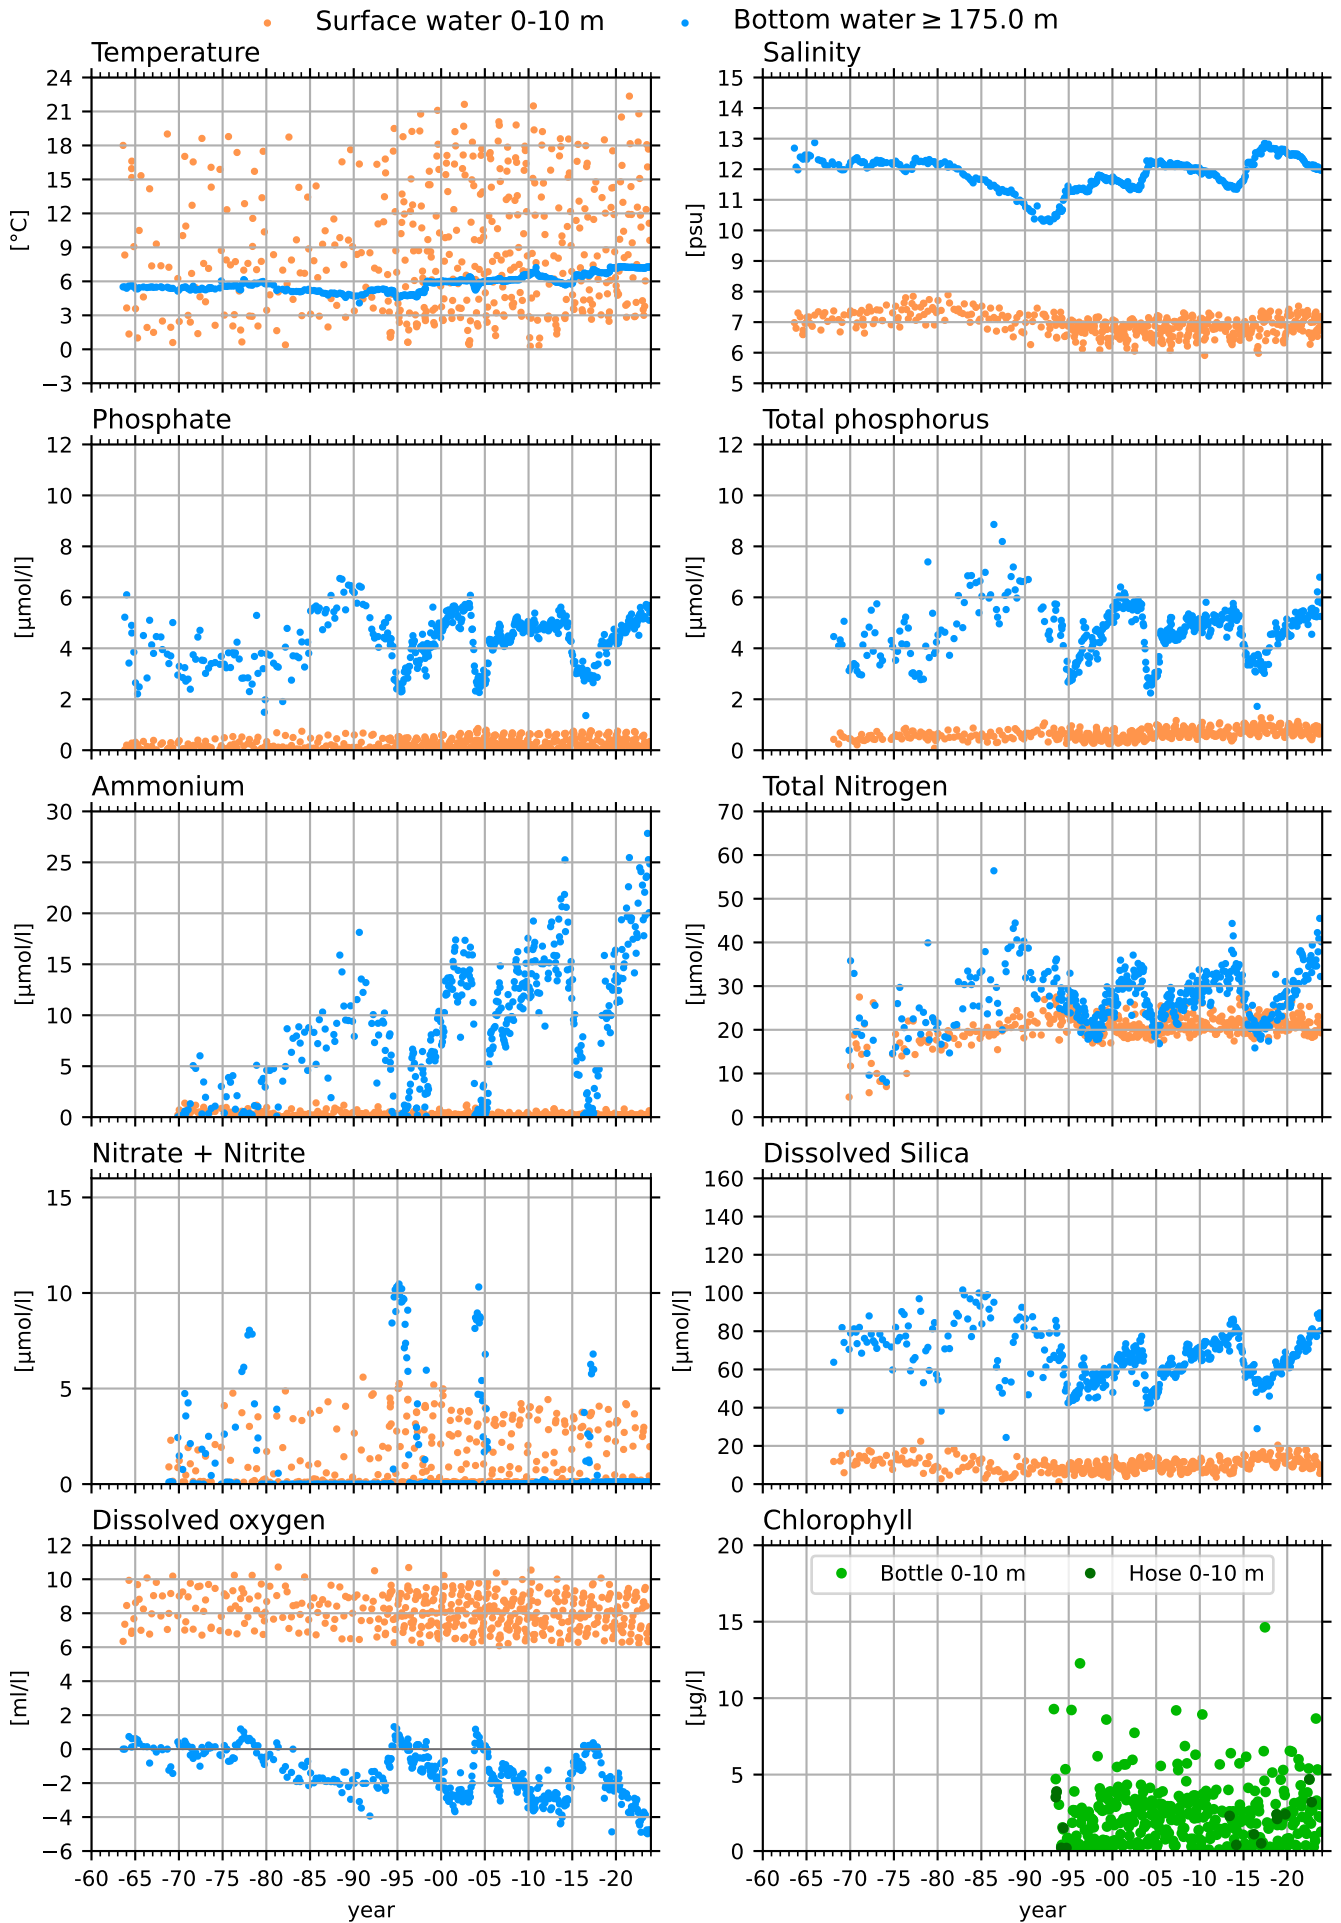 Surface water 0-10 m
Bottom water ≥ 175.0 m
Temperature
24
21
18
15
12
9
6
3
0
−3
[°C]
Salinity
15
14
13
12
11
10
9
8
7
6
5
[psu]
Phosphate
12
10
8
6
4
2
0
[µmol/l]
Total phosphorus
12
10
8
6
4
2
0
[µmol/l]
Ammonium
30
25
20
15
10
5
0
[µmol/l]
Total Nitrogen
70
60
50
40
30
20
10
0
[µmol/l]
Nitrate + Nitrite
15
10
5
0
[µmol/l]
Dissolved Silica
160
140
120
100
80
60
40
20
0
[µmol/l]
Dissolved oxygen
12
10
8
6
4
2
0
−2
−4
−6
[ml/l]
-60 -65 -70 -75 -80 -85 -90 -95 -00 -05 -10 -15 -20
year
Chlorophyll
Bottle 0-10 m
Hose 0-10 m
20
15
10
5
0
[µg/l]
-60 -65 -70 -75 -80 -85 -90 -95 -00 -05 -10 -15 -20
year